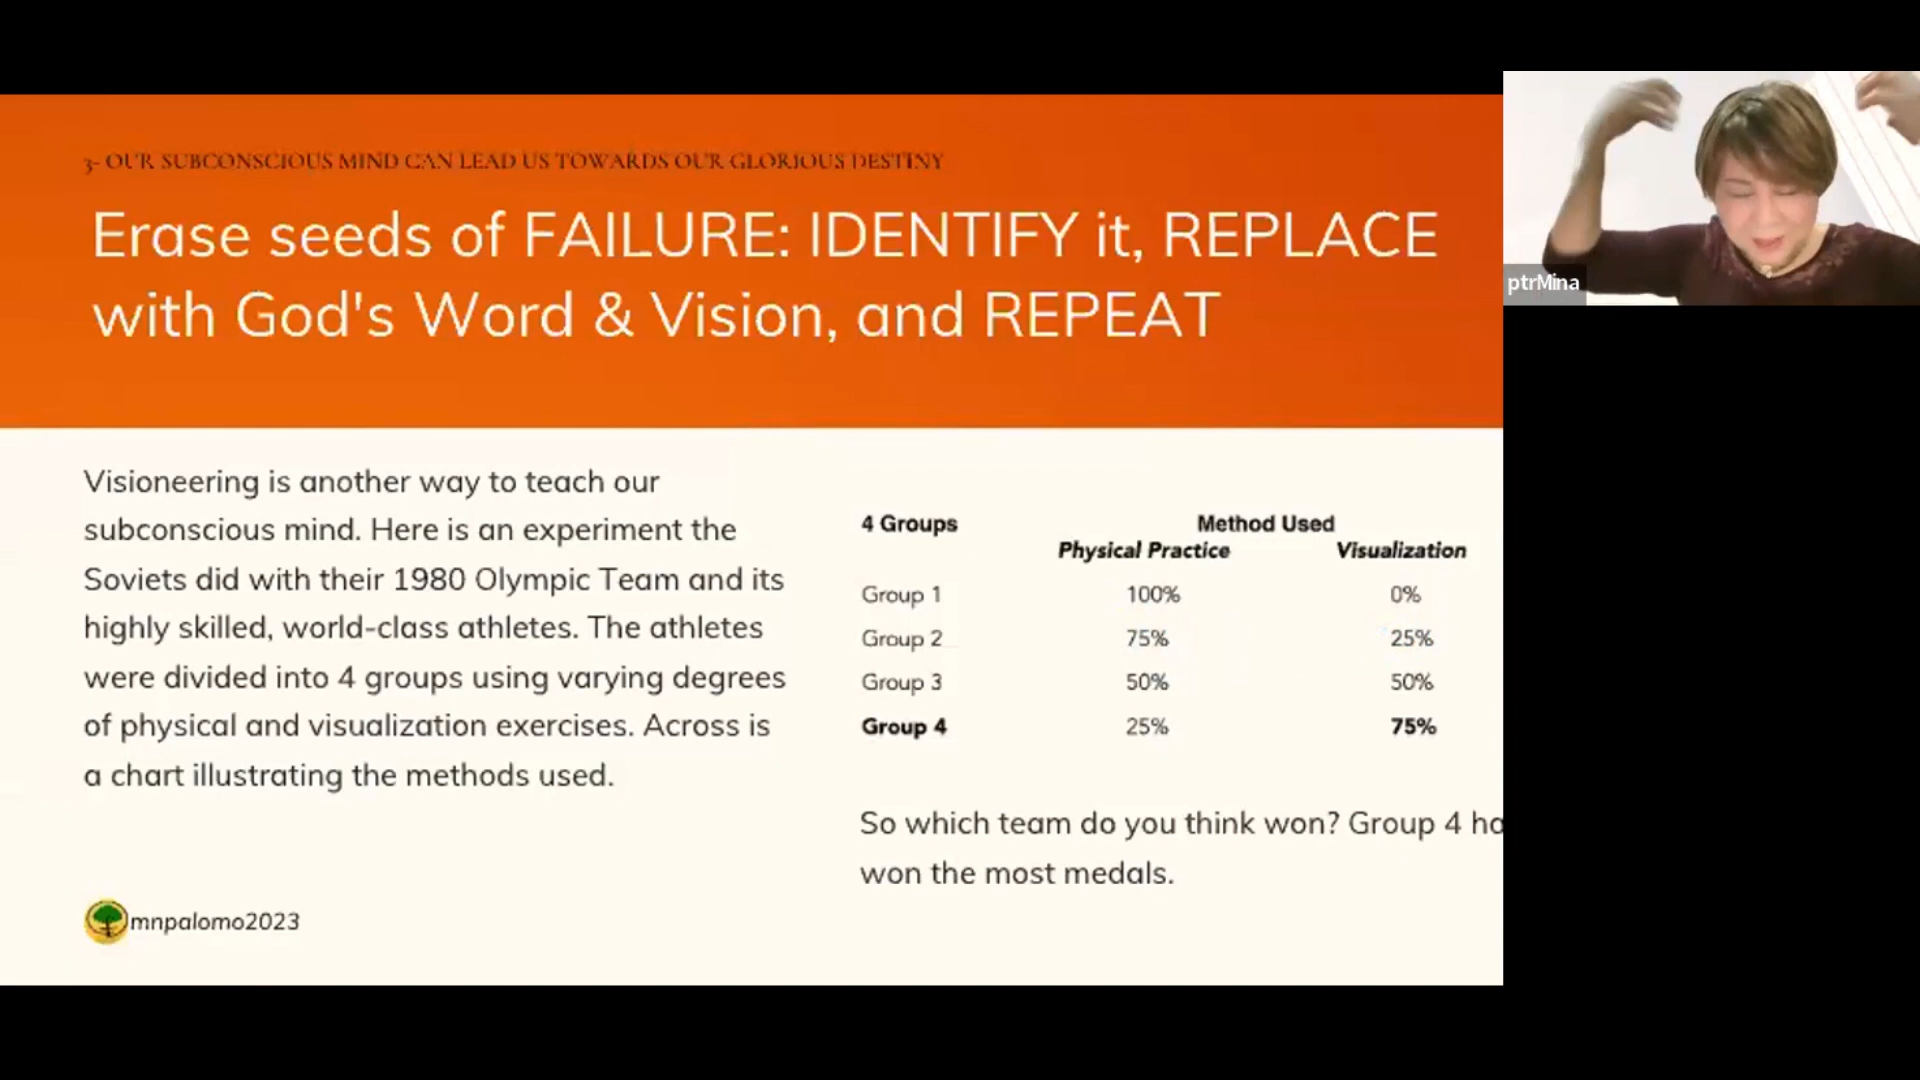 3- OUR SUBCONSCIOUS MIND CAN LEAD US TOWARDS OUR GLORIOUS DESTINY
Erase seeds of FAILURE: IDENTIFY it, REPLACE
with God's Word & Vision, and REPEAT
Visioneering is another way to teach our
subconscious mind. Here is an experiment the
Soviets did with their 1980 Olympic Team and its
highly skilled, world-class athletes. The athletes
were divided into 4 groups using varying degrees
of physical and visualization exercises. Across is
a chart illustrating the methods used.
4 Groups Method Used
Physical Practice Visualization
Group 1 100% 0%
Group 2 75% 25%
Group 3 50% 50%
Group 4 25% 75%
So which team do you think won? Group 4
won the most medals.
mnpalomo2023
ptrMina